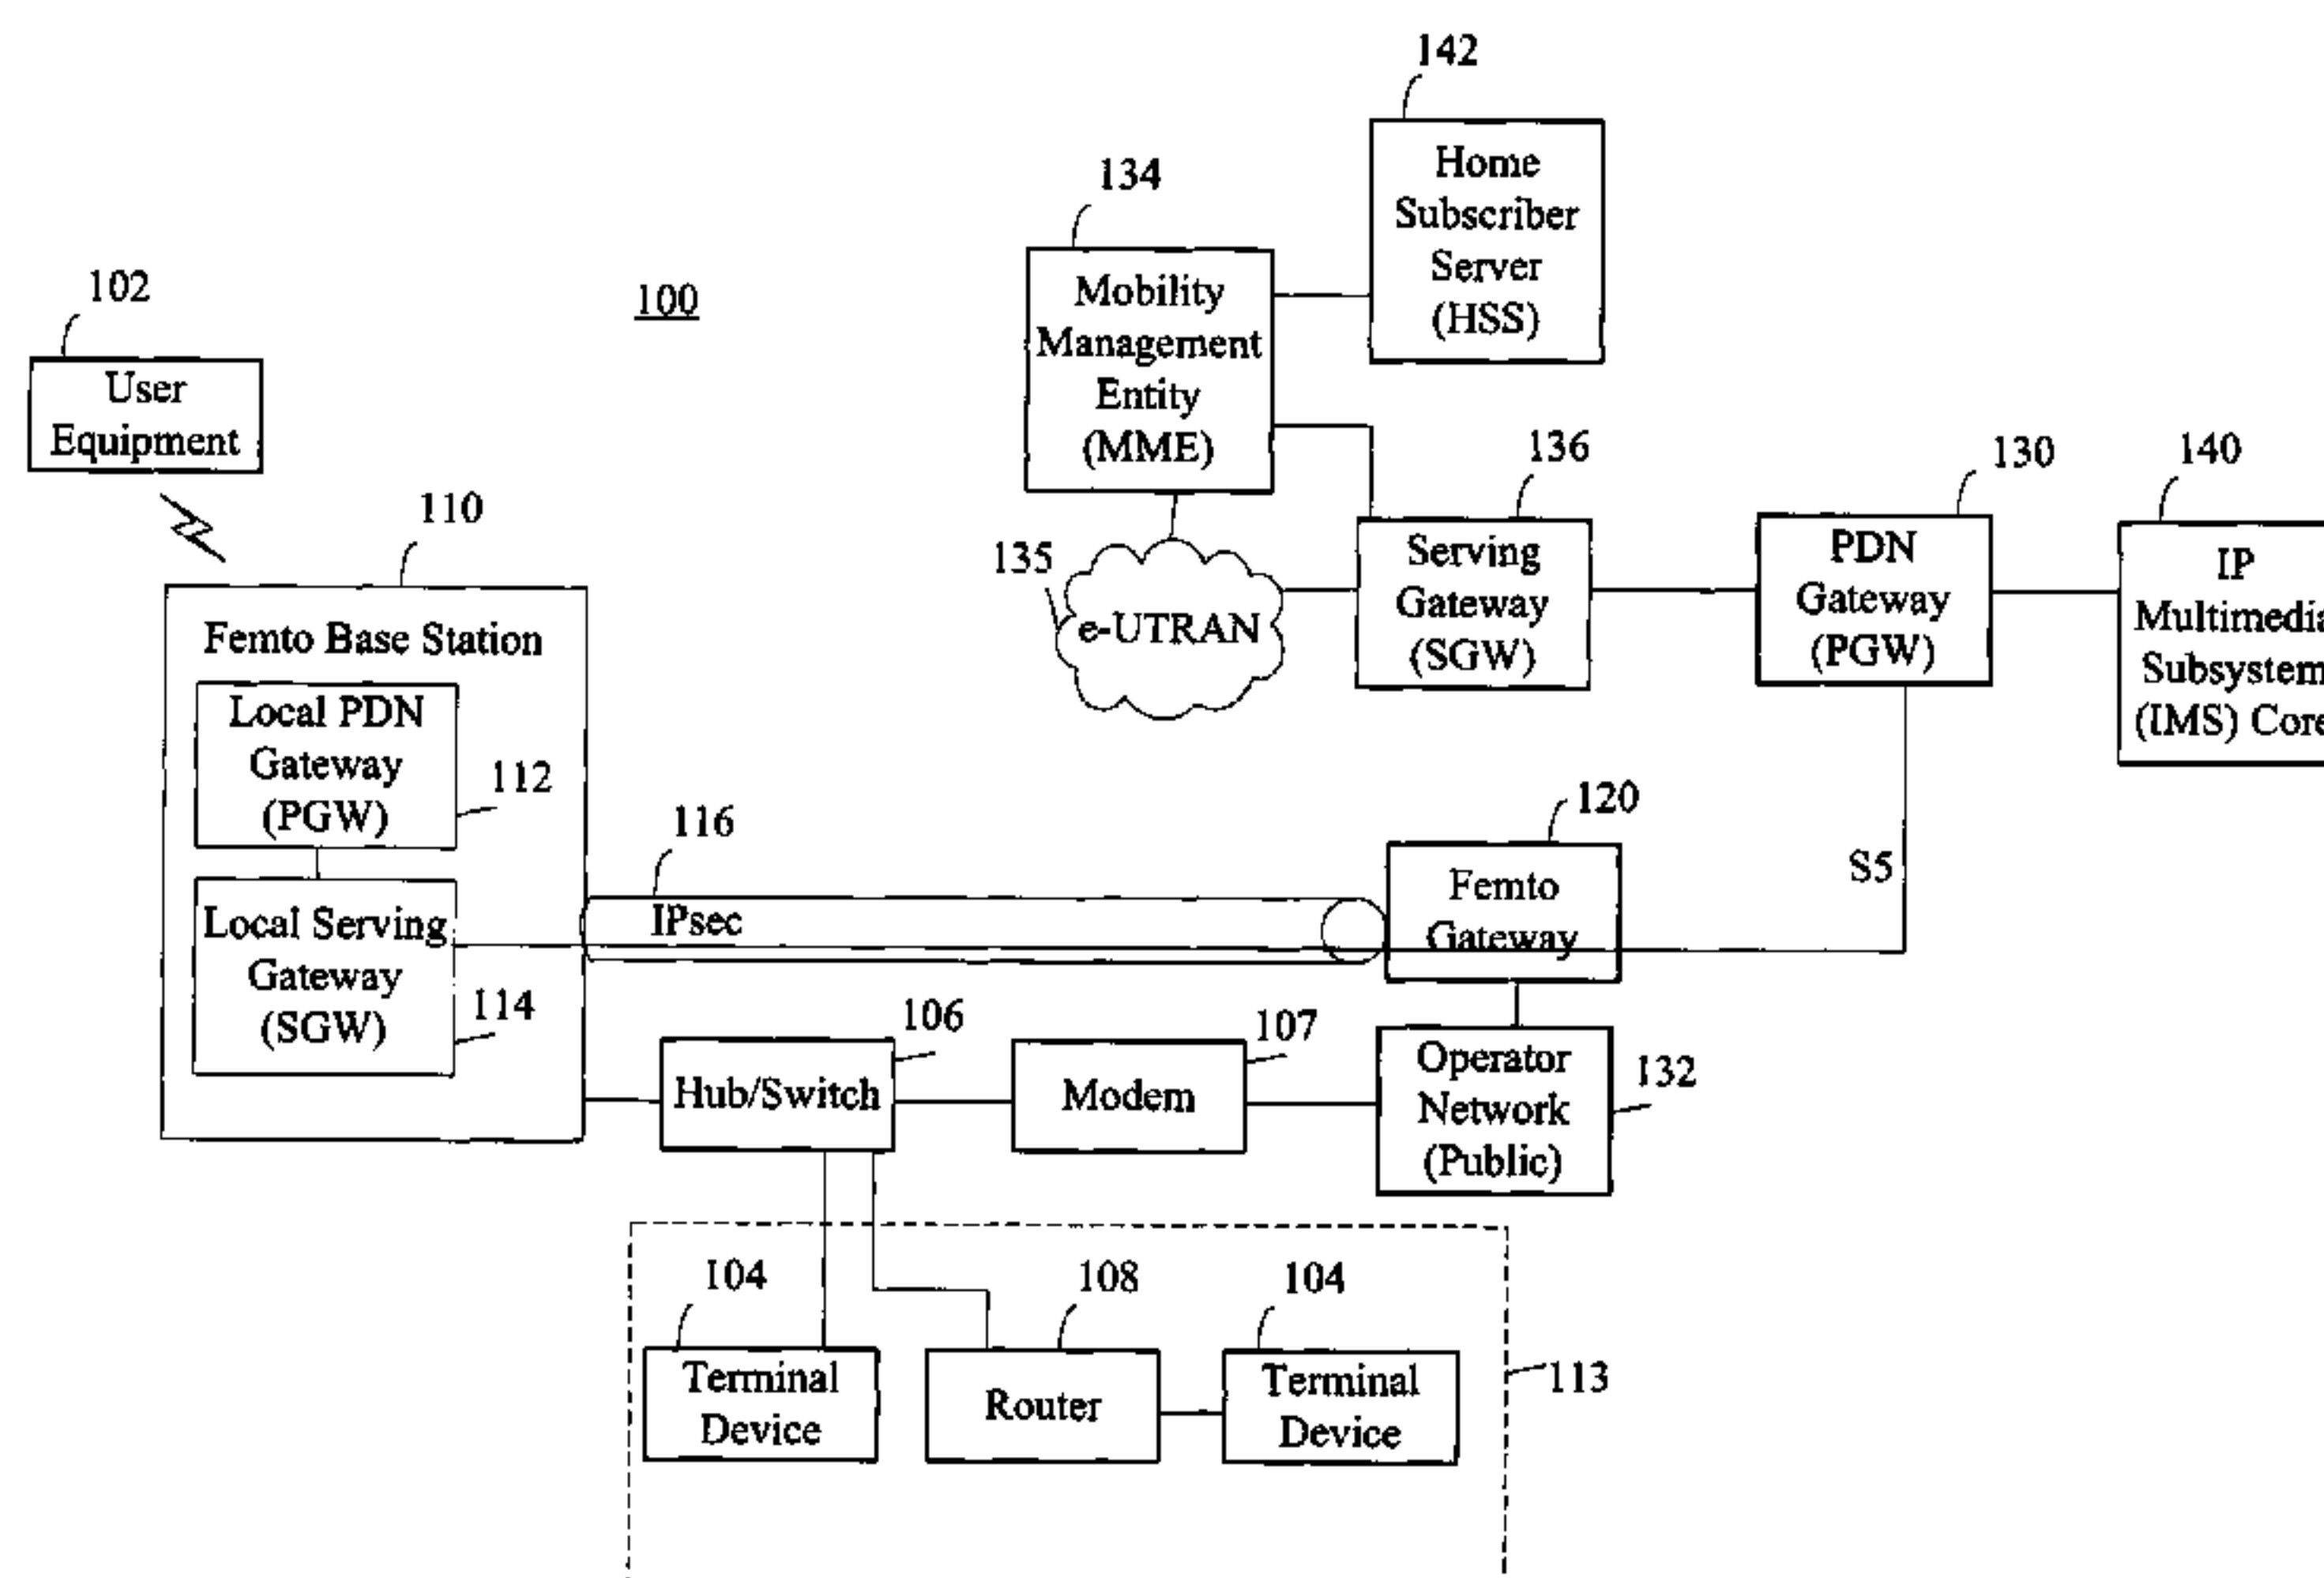 142
Home
Subscriber
Server
(HSS)
134
Mobility
Management
Entity
(MME)
102
User
Equipment
100
136
Serving
Gateway
(SGW)
130
PDN
Gateway
(PGW)
140
IP
Multimedia
Subsystem
(IMS) Core
135
e-UTRAN
110
Femto Base Station
Local PDN
Gateway
(PGW)
112
Local Serving
Gateway
(SGW)
114
116
IPsec
120
Femto
Gateway
S5
106
Hub/Switch
107
Modem
Operator
Network
(Public)
132
104
Terminal
Device
108
Router
104
Terminal
Device
113